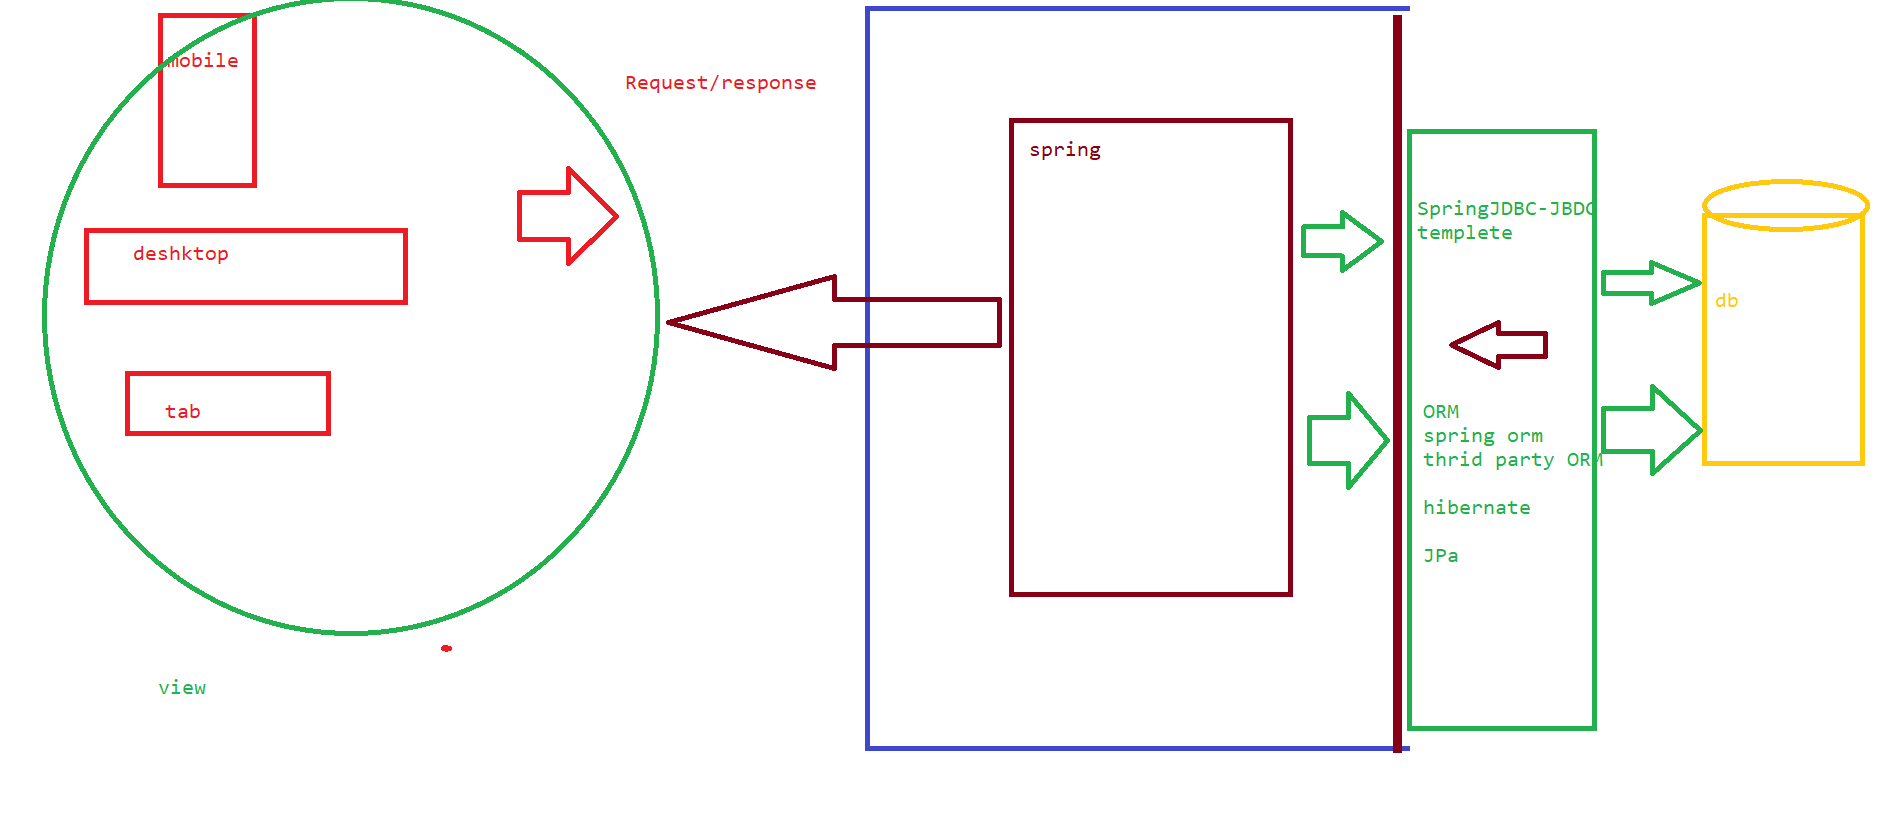 mobile
deshktop
tab
view
Request/response
spring
SpringJDBC-JBDC
templete
ORM
spring orm
thrid party ORM
hibernate
JPa
db